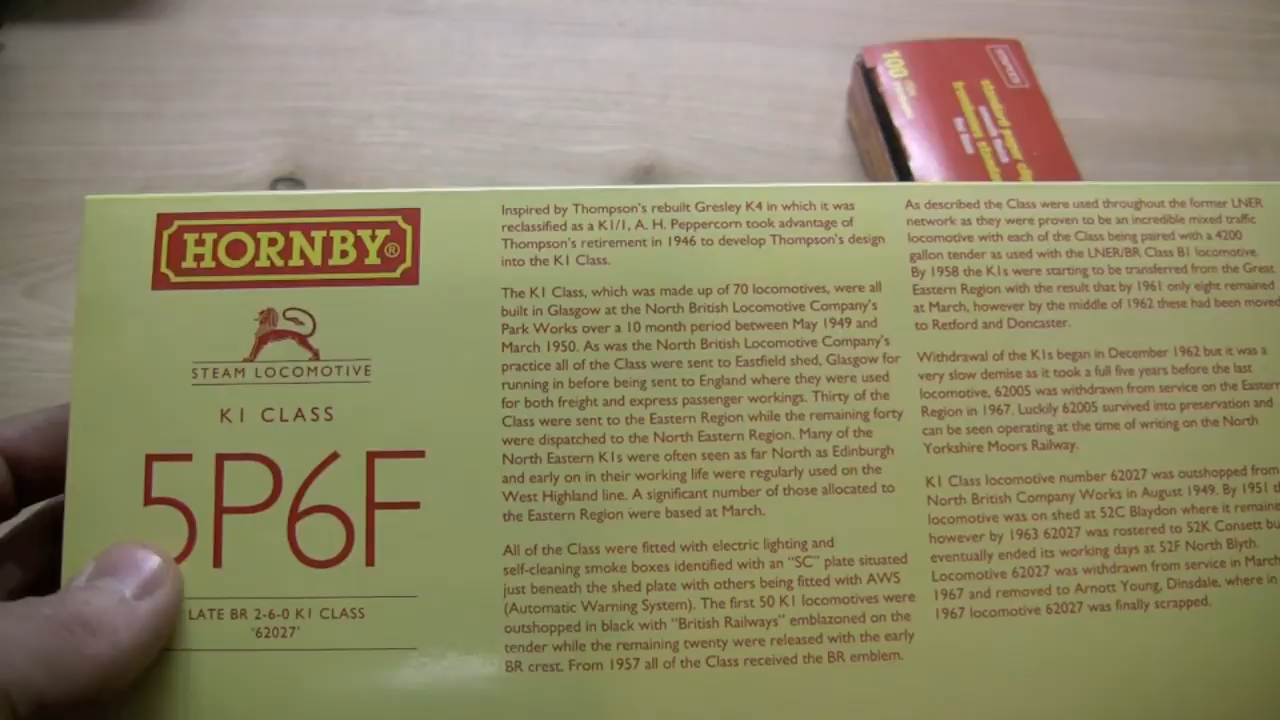 STAPLES
standard paper
100
HORNBY®
STEAM LOCOMOTIVE
K1 CLASS
5P6F
LATE BR 2-6-0 K1 CLASS
'62027'
Inspired by Thompson's rebuilt Gresley K4 in which it was
reclassified as a K1/1, A. H. Peppercorn took advantage of
Thompson's retirement in 1946 to develop Thompson's design
into the K1 Class.
The K1 Class, which was made up of 70 locomotives, were all
built in Glasgow at the North British Locomotive Company's
Park Works over a 10 month period between May 1949 and
March 1950. As was the North British Locomotive Company's
practice all of the Class were sent to Eastfield shed, Glasgow for
running in before being sent to England where they were used
for both freight and express passenger workings. Thirty of the
Class were sent to the Eastern Region while the remaining forty
were dispatched to the North Eastern Region. Many of the
North Eastern K1s were often seen as far North as Edinburgh
and early on in their working life were regularly used on the
West Highland line. A significant number of those allocated to
the Eastern Region were based at March.
All of the Class were fitted with electric lighting and
self-cleaning smoke boxes identified with an "SC" plate situated
just beneath the shed plate with others being fitted with AWS
(Automatic Warning System). The first 50 K1 locomotives were
outshopped in black with "British Railways" emblazoned on the
tender while the remaining twenty were released with the early
BR crest. From 1957 all of the Class received the BR emblem.
As described the Class were used throughout the former LNER
network as they were proven to be an incredible mixed traffic
locomotive with each of the Class being paired with a 4200
gallon tender as used with the LNER/BR Class B1 locomotive.
By 1958 the K1s were starting to be transferred from the Great
Eastern Region with the result that by 1961 only eight remained
at March, however by the middle of 1962 these had been moved
to Retford and Doncaster.
Withdrawal of the K1s began in December 1962 but it was a
very slow demise as it took a full five years before the last
locomotive, 62005 was withdrawn from service on the Eastern
Region in 1967. Luckily 62005 survived into preservation and
can be seen operating at the time of writing on the North
Yorkshire Moors Railway.
K1 Class locomotive number 62027 was outshopped from
North British Company Works in August 1949. By 1951 t
locomotive was on shed at 52C Blaydon where it remaine
however by 1963 62027 was rostered to 52K Consett bu
eventually ended its working days at 52F North Blyth.
Locomotive 62027 was withdrawn from service in March
1967 and removed to Arnott Young, Dinsdale, where in
1967 locomotive 62027 was finally scrapped.